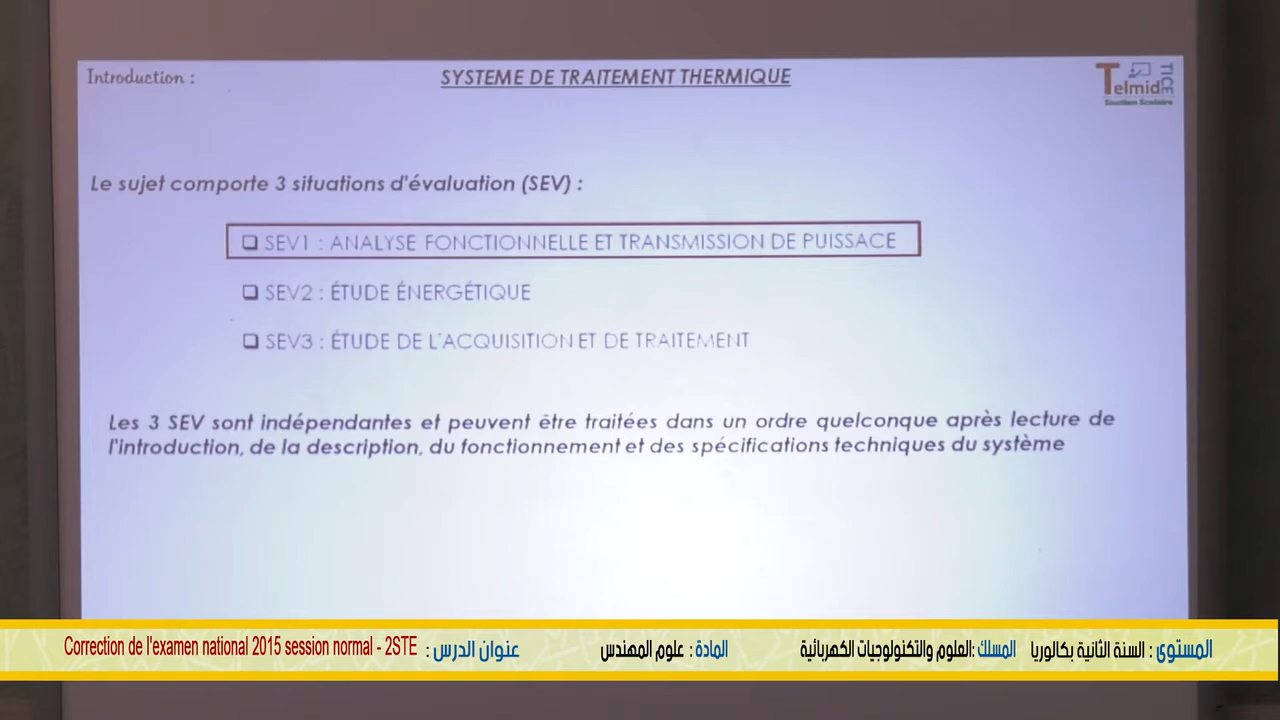 Introduction :
SYSTEME DE TRAITEMENT THERMIQUE
Telmid TICE
Soutien Scolaire
Le sujet comporte 3 situations d'évaluation (SEV) :
❑ SEV1 : ANALYSE FONCTIONNELLE ET TRANSMISSION DE PUISSACE
❑ SEV2 : ÉTUDE ÉNERGÉTIQUE
❑ SEV3 : ÉTUDE DE L'ACQUISITION ET DE TRAITEMENT
Les 3 SEV sont indépendantes et peuvent être traitées dans un ordre quelconque après lecture de
l'introduction, de la description, du fonctionnement et des spécifications techniques du système
المستوى : السنة الثانية بكالوريا المسلك :العلوم والتكنولوجيات الكهربائية المادة : علوم المهندس عنوان الدرس : Correction de l'examen national 2015 session normal - 2STE